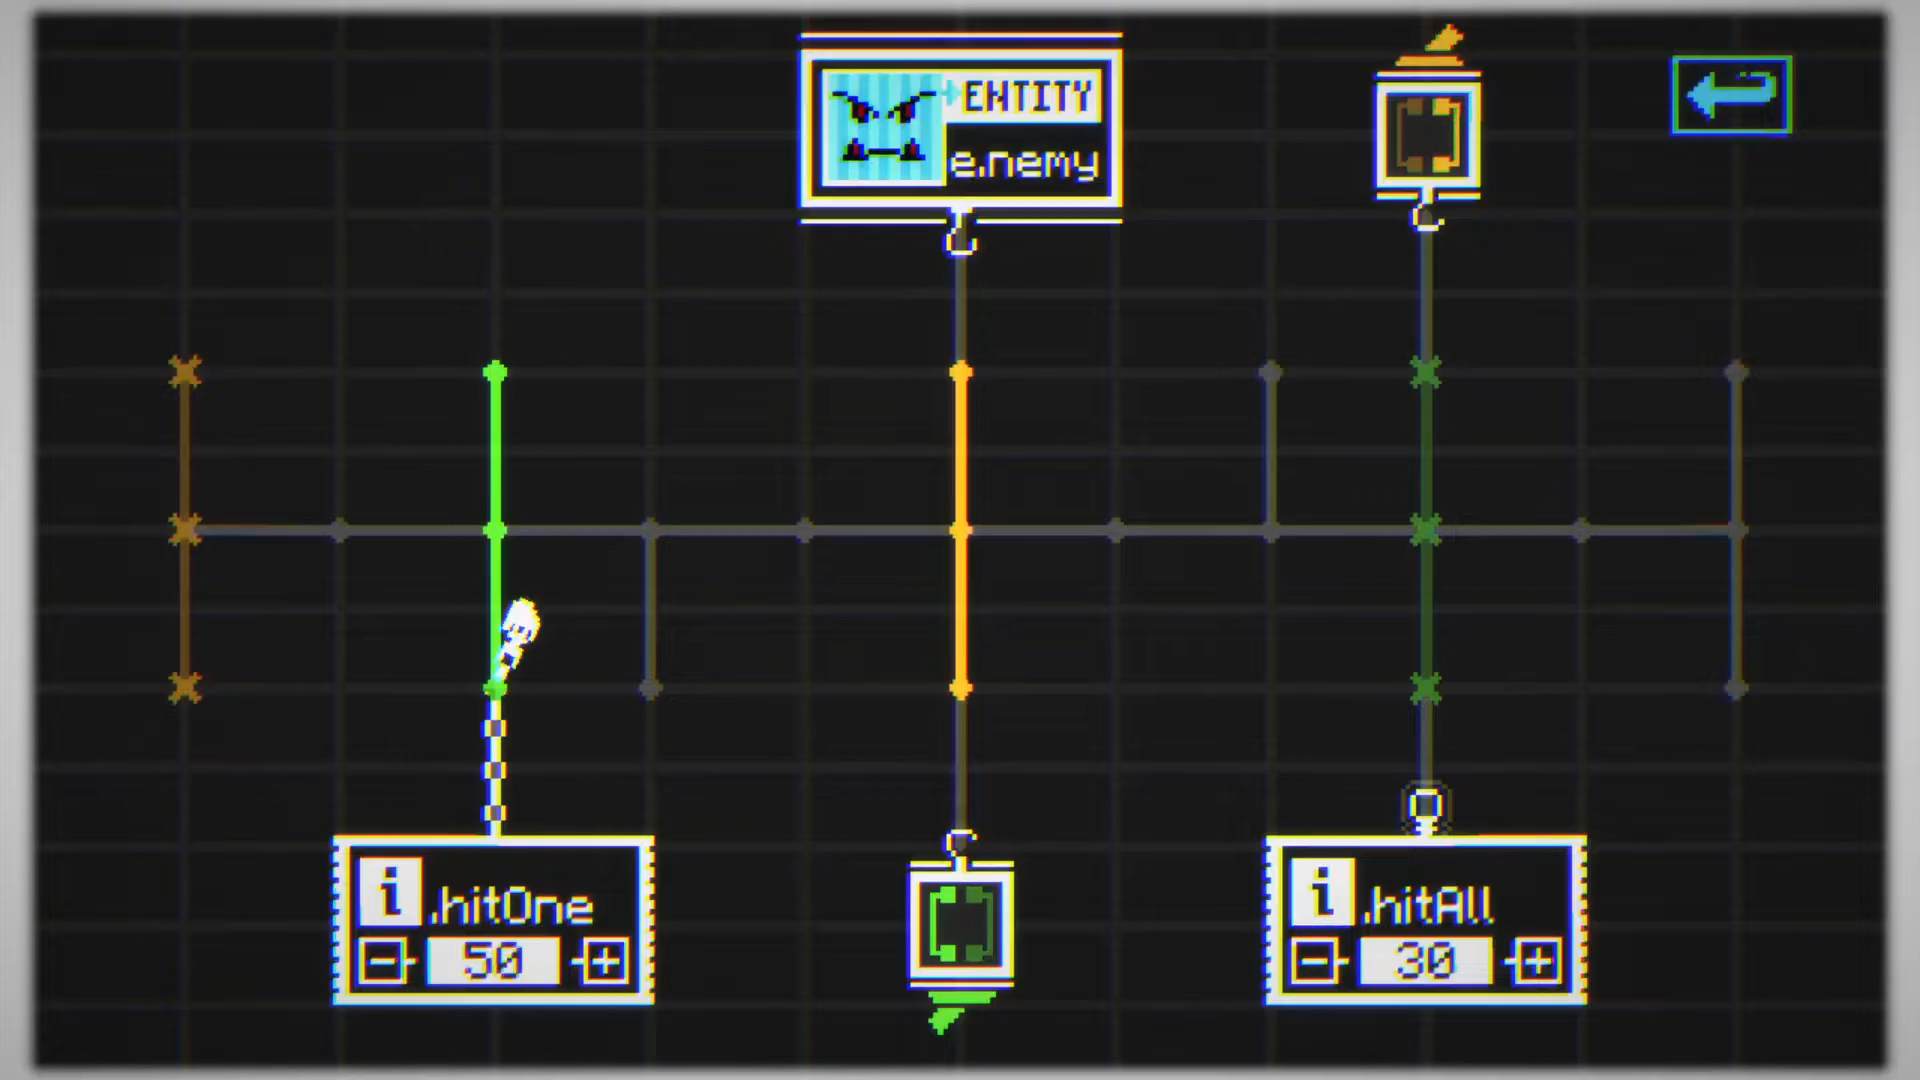 ENTITY
e.nemy
i .hitOne
- 50 +
i .hitAll
- 30 +